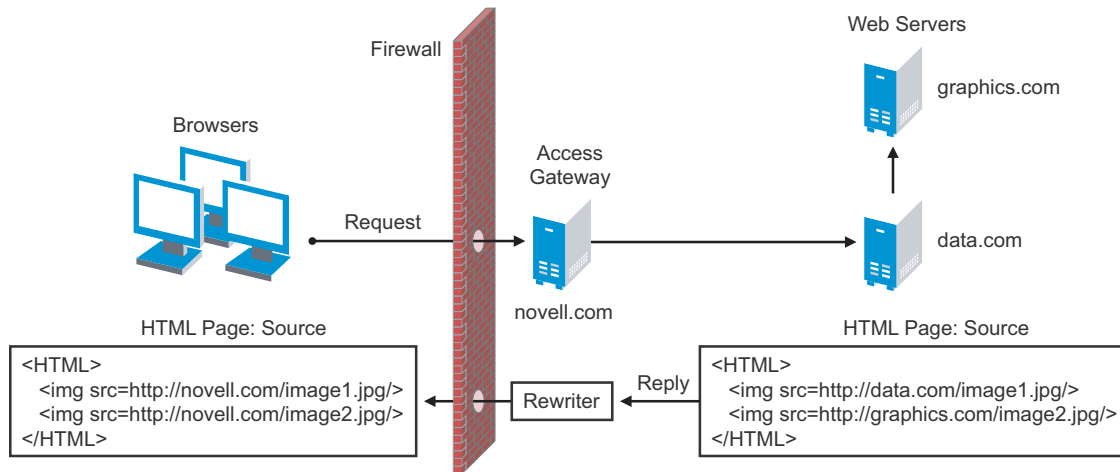 Web Servers
Firewall
graphics.com
Browsers
Access
Gateway
Request
data.com
novell.com
HTML Page: Source
HTML Page: Source
<HTML>
<img src=http://novell.com/image1.jpg/>
<img src=http://novell.com/image2.jpg/>
</HTML>
Rewriter
Reply
<HTML>
<img src=http://data.com/image1.jpg/>
<img src=http://graphics.com/image2.jpg/>
</HTML>